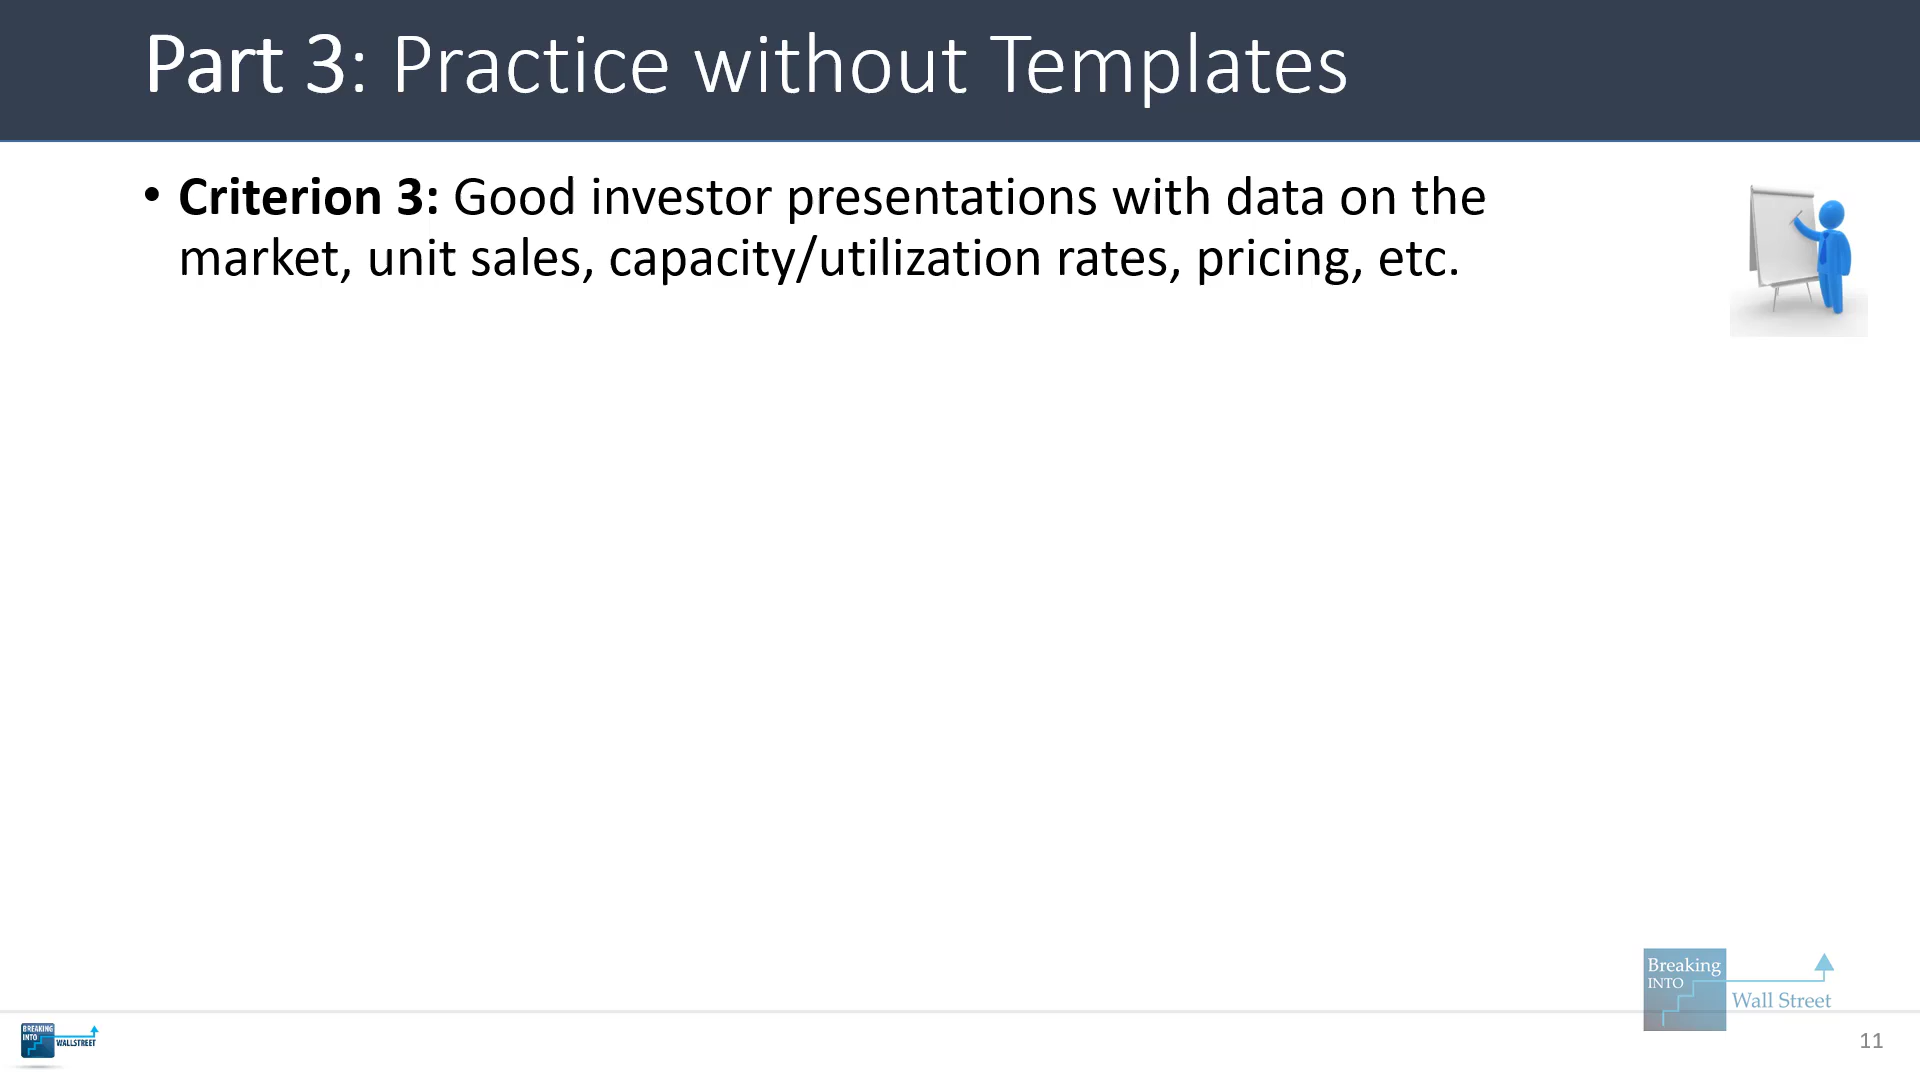 Part 3: Practice without Templates
• Criterion 3: Good investor presentations with data on the
market, unit sales, capacity/utilization rates, pricing, etc.
Breaking
INTO
Wall Street
BREAKING
INTO
WALLSTREET
11